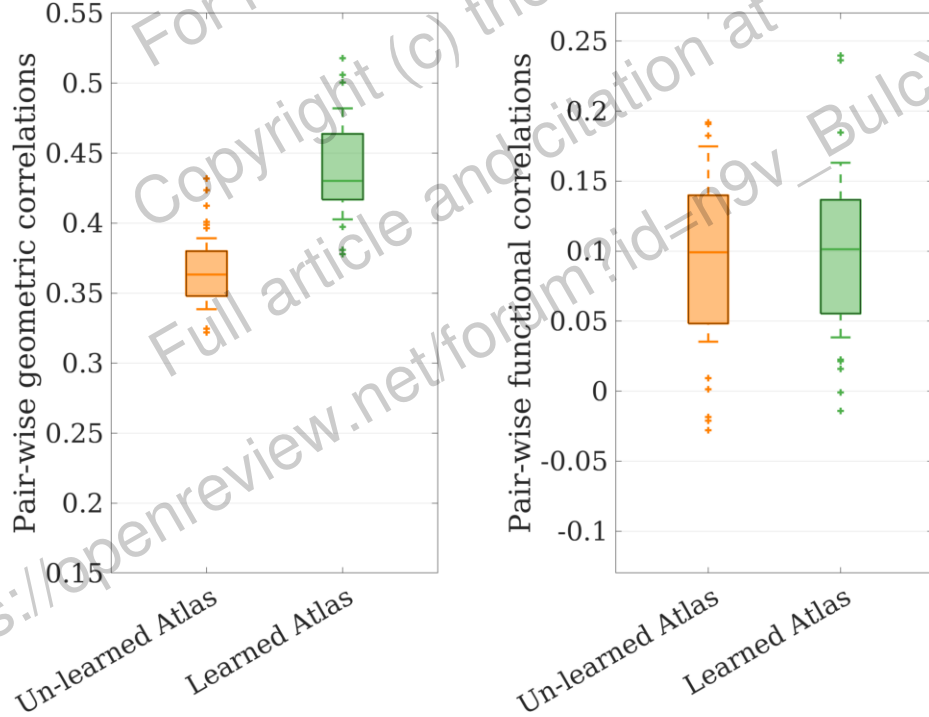 Pair-wise geometric correlations
0.55
0.5
0.45
0.4
0.35
0.3
0.25
0.2
0.15
Un-learned Atlas
Learned Atlas
Pair-wise functional correlations
0.25
0.2
0.15
0.1
0.05
0
-0.05
-0.1
Un-learned Atlas
Learned Atlas
For
Copyright (c) the
Full article and citation at
s://openreview.net/forum?id=n9v_Bulc